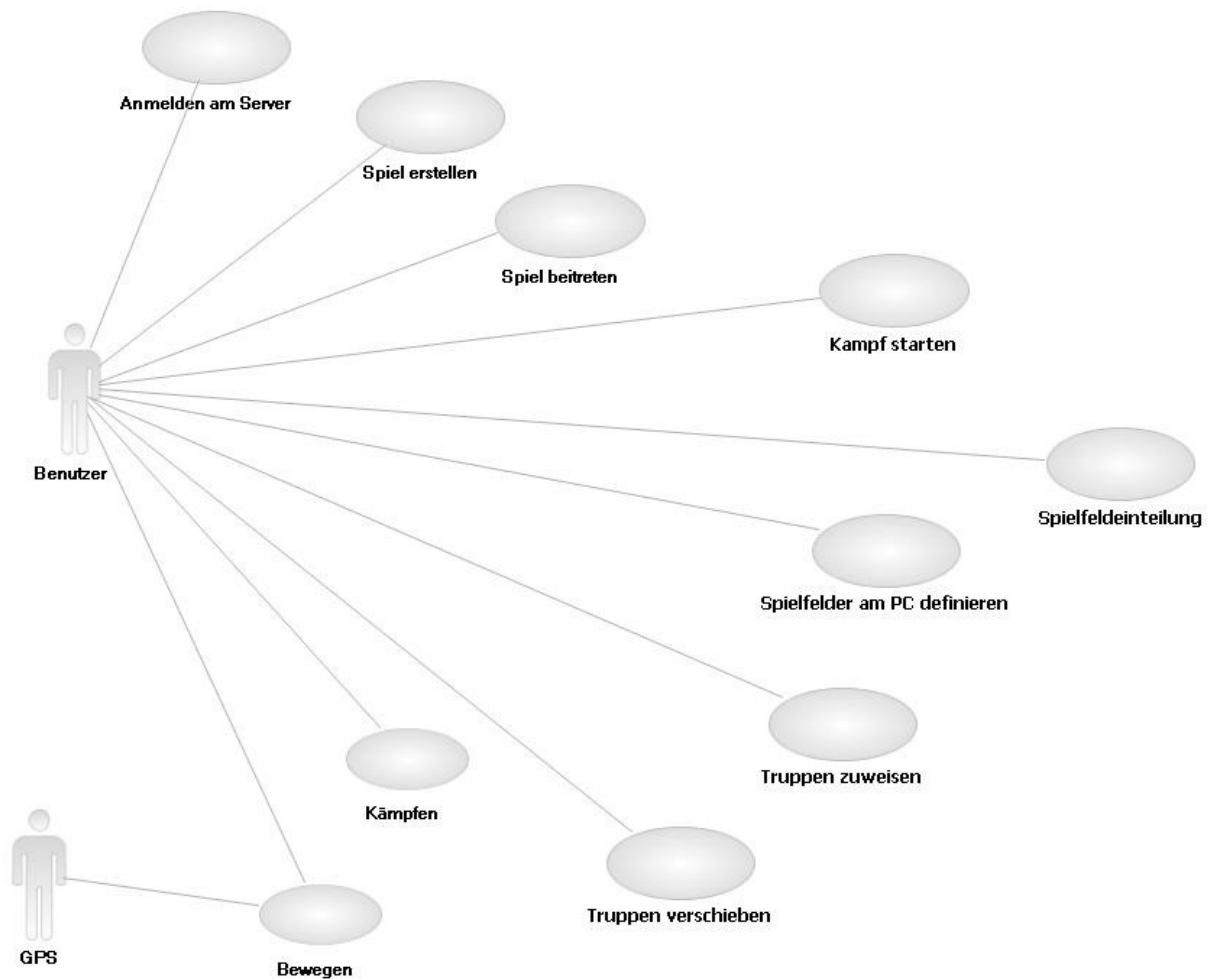 Anmelden am Server
Spiel erstellen
Spiel beitreten
Kampf starten
Benutzer
Spielfeldeinteilung
Spielfelder am PC definieren
Truppen zuweisen
Kämpfen
Truppen verschieben
GPS
Bewegen